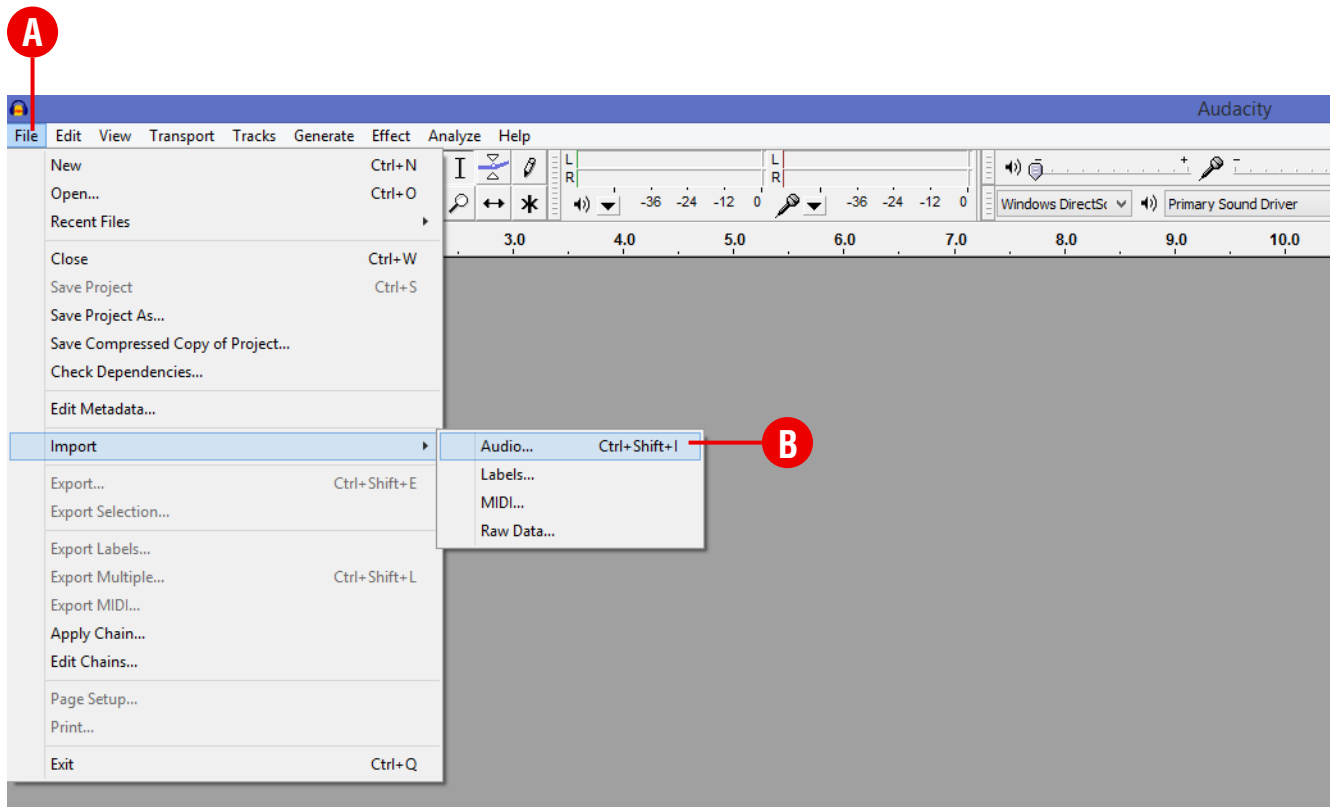 A
Audacity
File Edit View Transport Tracks Generate Effect Analyze Help
New Ctrl+N
Open... Ctrl+O
Recent Files
Close Ctrl+W
Save Project Ctrl+S
Save Project As...
Save Compressed Copy of Project...
Check Dependencies...
Edit Metadata...
Import
Export... Ctrl+Shift+E
Export Selection...
Export Labels...
Export Multiple... Ctrl+Shift+L
Export MIDI...
Apply Chain...
Edit Chains...
Page Setup...
Print...
Exit Ctrl+Q
Audio... Ctrl+Shift+I
Labels...
MIDI...
Raw Data...
B
L L
R R
-36 -24 -12 0 -36 -24 -12 0
Windows DirectSo Primary Sound Driver
3.0 4.0 5.0 6.0 7.0 8.0 9.0 10.0